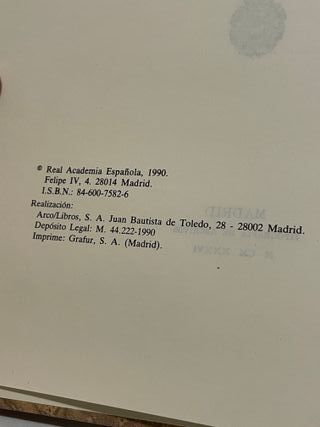 © Real Academia Española, 1990.
Felipe IV, 4. 28014 Madrid.
I.S.B.N.: 84-600-7582-6
Realización:
Arco/Libros, S. A. Juan Bautista de Toledo, 28 - 28002 Madrid.
Depósito Legal: M. 44.222-1990
Imprime: Grafur, S. A. (Madrid).
MADRID